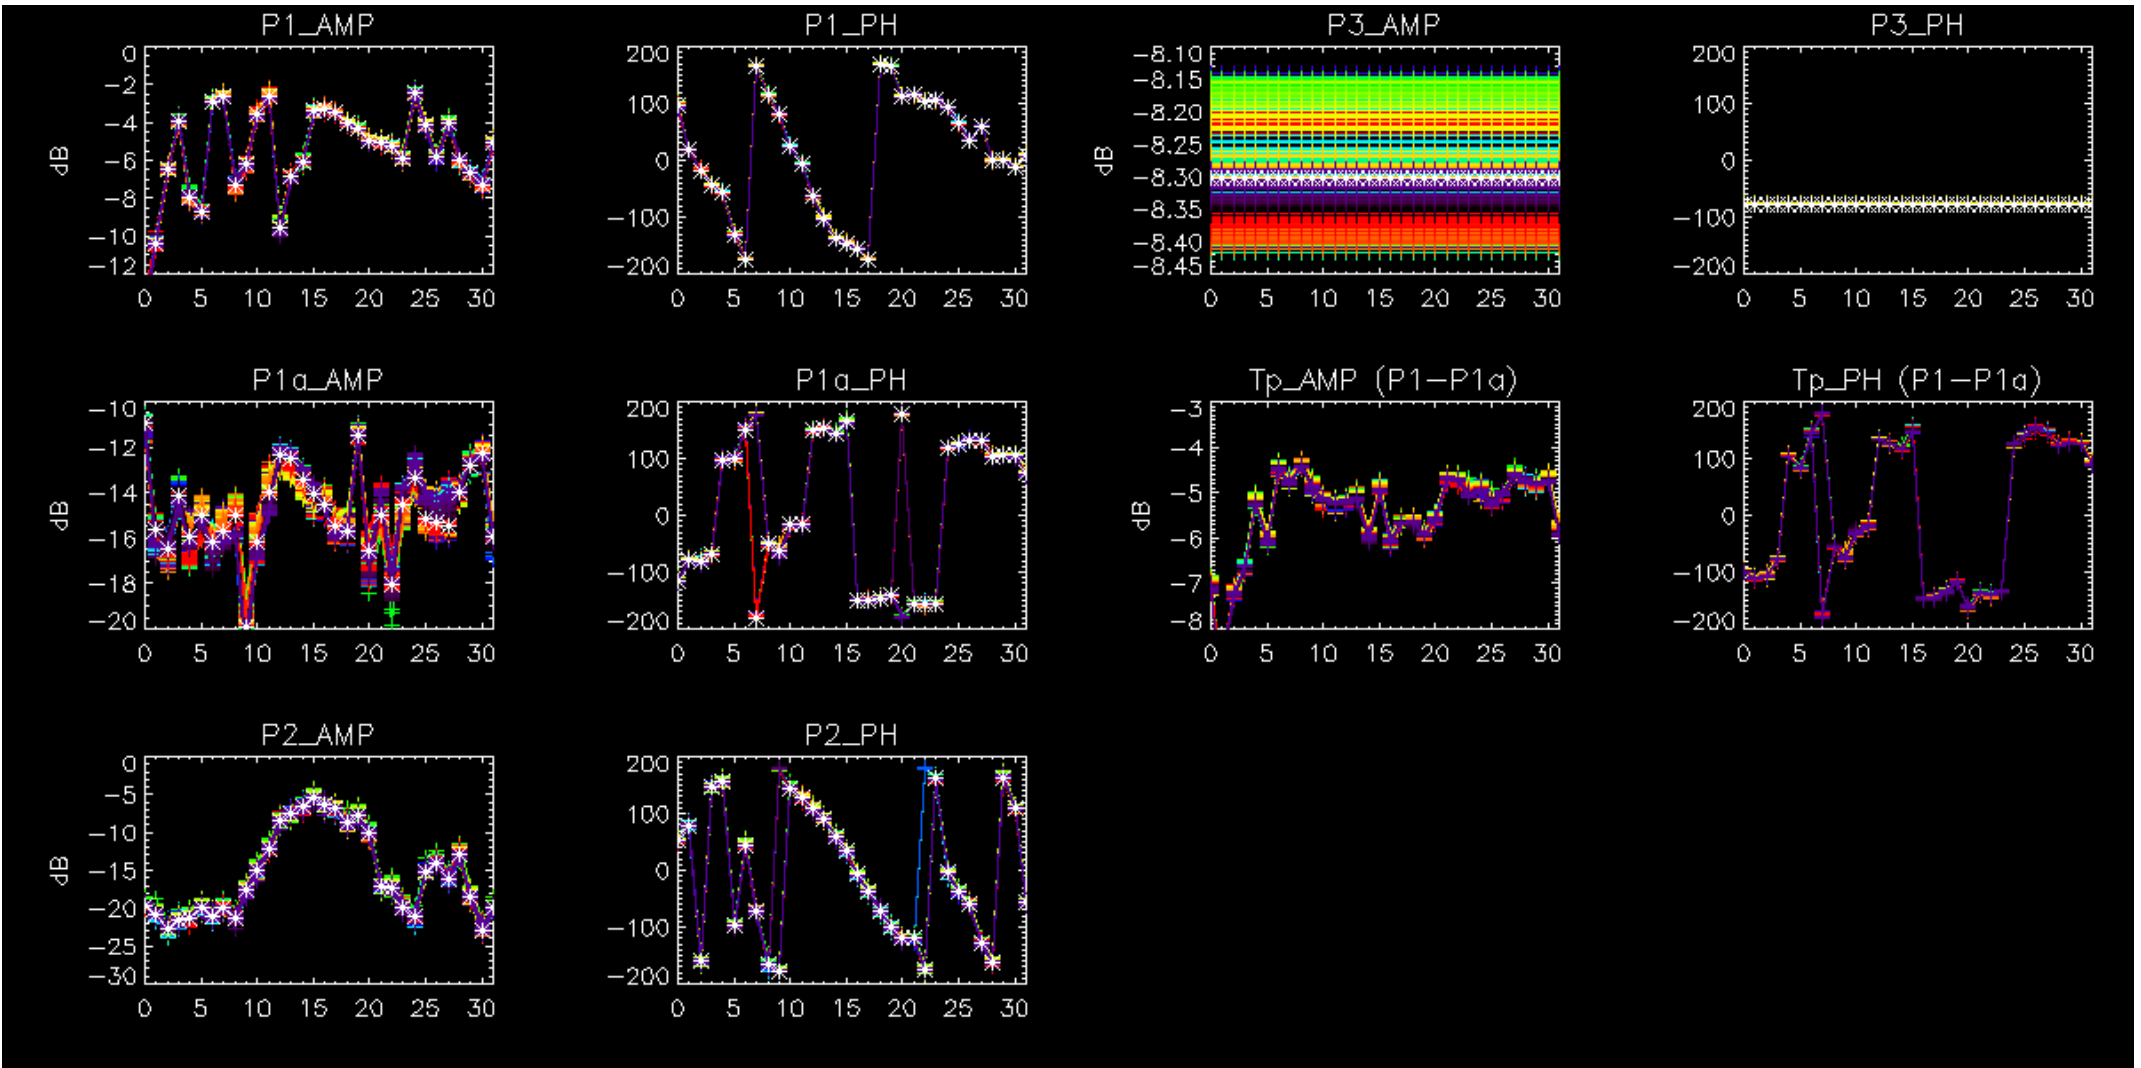 P1_AMP
0
−2
−4
−6
−8
−10
−12
dB
0 5 10 15 20 25 30
P1_PH
200
100
0
−100
−200
0 5 10 15 20 25 30
P3_AMP
−8.10
−8.15
−8.20
−8.25
−8.30
−8.35
−8.40
−8.45
dB
0 5 10 15 20 25 30
P3_PH
200
100
0
−100
−200
0 5 10 15 20 25 30
P1a_AMP
−10
−12
−14
−16
−18
−20
dB
0 5 10 15 20 25 30
P1a_PH
200
100
0
−100
−200
0 5 10 15 20 25 30
Tp_AMP (P1−P1a)
−3
−4
−5
−6
−7
−8
dB
0 5 10 15 20 25 30
Tp_PH (P1−P1a)
200
100
0
−100
−200
0 5 10 15 20 25 30
P2_AMP
0
−5
−10
−15
−20
−25
−30
dB
0 5 10 15 20 25 30
P2_PH
200
100
0
−100
−200
0 5 10 15 20 25 30